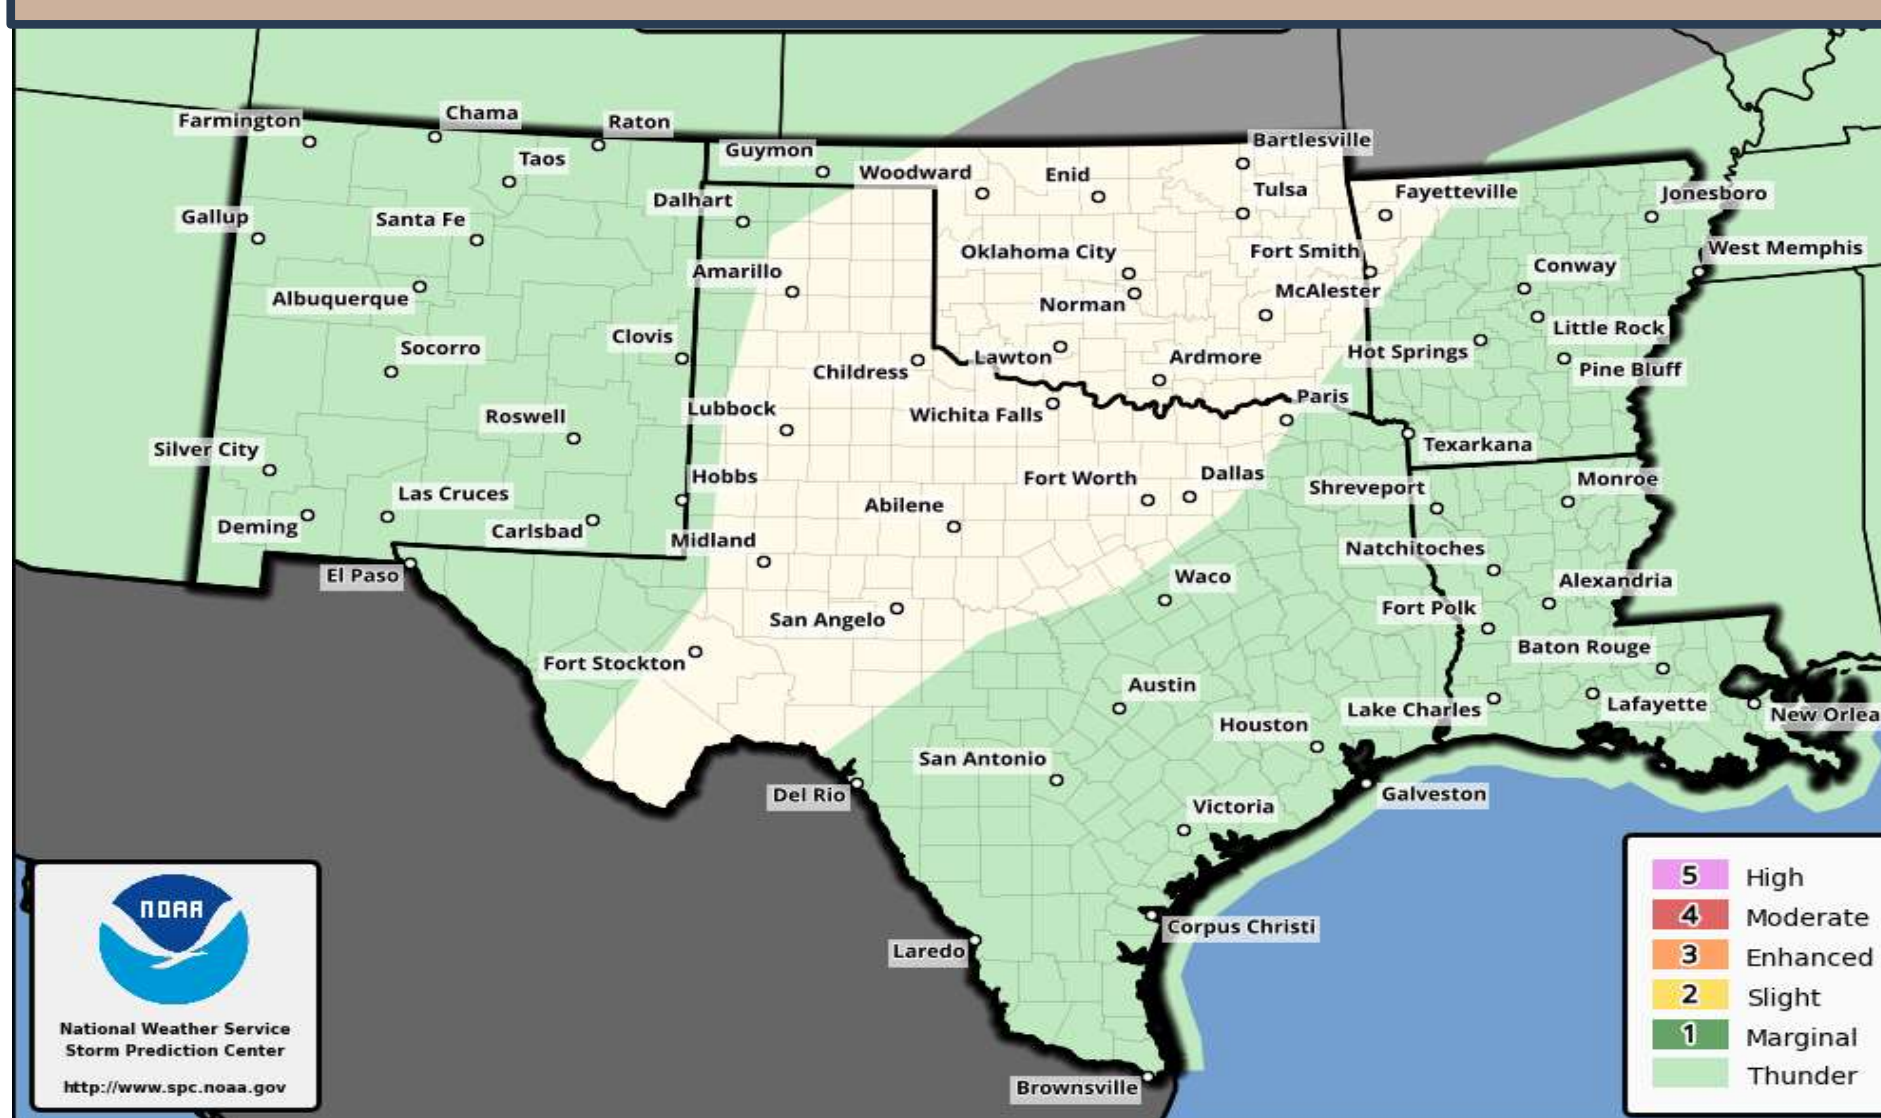 Chama
Farmington
Raton
Bartlesville
Guymon
Taos
Woodward
Enid
Tulsa
Fayetteville
Jonesboro
Dalhart
Gallup
Santa Fe
West Memphis
Oklahoma City
Fort Smith
Conway
Amarillo
McAlester
Albuquerque
Norman
Little Rock
Clovis
Socorro
Hot Springs
Lawton
Ardmore
Childress
Pine Bluff
Paris
Lubbock
Wichita Falls
Roswell
Texarkana
Silver City
Dallas
Hobbs
Fort Worth
Monroe
Shreveport
Las Cruces
Abilene
Deming
Carlsbad
Midland
Natchitoches
El Paso
Waco
Alexandria
Fort Polk
San Angelo
Baton Rouge
Fort Stockton
Austin
Lafayette
Lake Charles
New Orlea
Houston
San Antonio
Del Rio
Galveston
Victoria
Corpus Christi
Laredo
Brownsville
NOAA
National Weather Service
Storm Prediction Center
http://www.spc.noaa.gov
5 High
4 Moderate
3 Enhanced
2 Slight
1 Marginal
Thunder